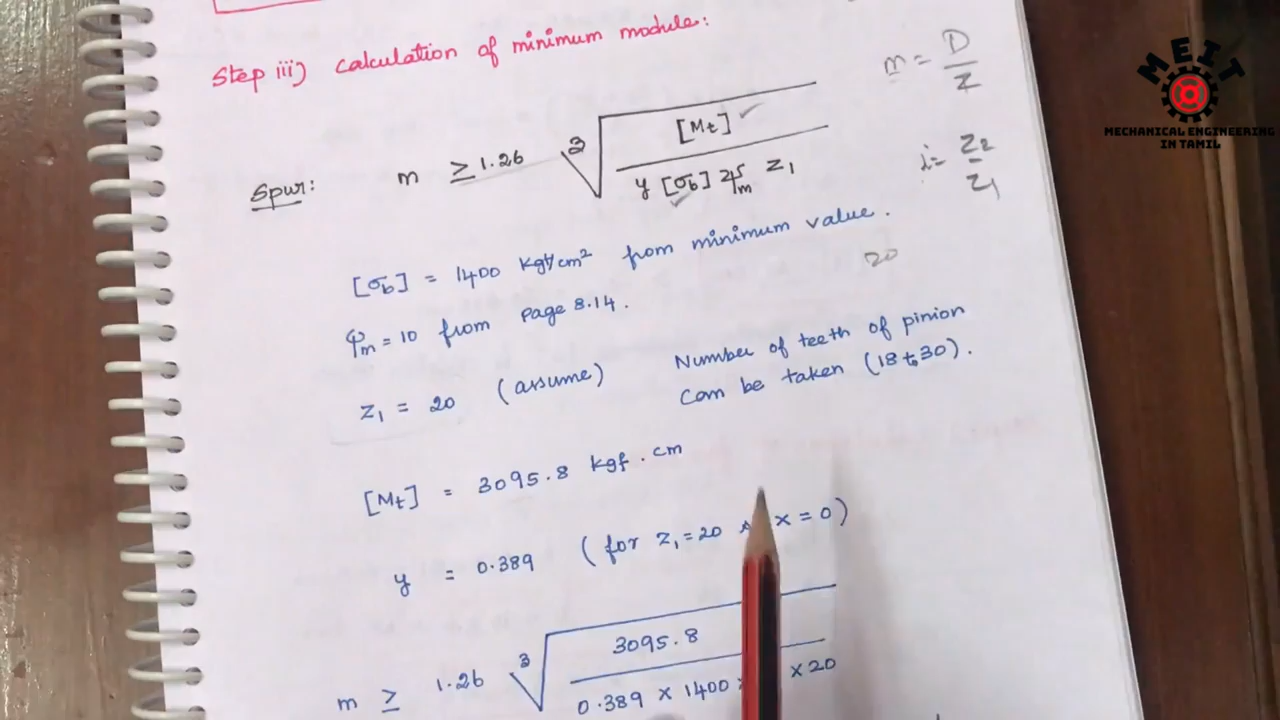 Step iii) calculation of minimum module:
m = D / Z
MEIT
MECHANICAL ENGINEERING
IN TAMIL
Spur: m ≥ 1.26 ∛ [Mt] / y [σb] ψm Z1
i = Z2 / Z1
[σb] = 1400 kgf/cm² from minimum value.
20
ψm = 10 from page 8.14.
Z1 = 20 (assume)
Number of teeth of pinion
can be taken (18 to 30).
[Mt] = 3095.8 kgf.cm
y = 0.389 (for Z1 = 20 x = 0)
m ≥ 1.26 ∛ 3095.8 / 0.389 × 1400 × 20